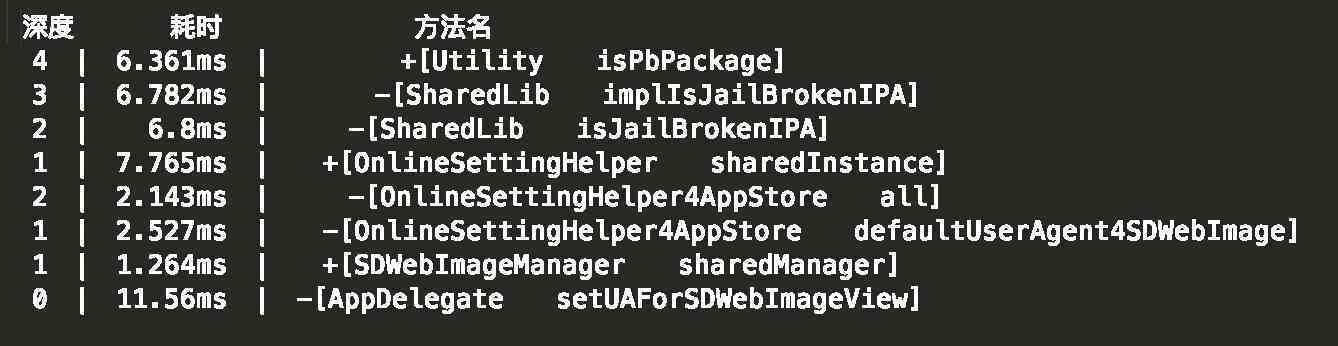 深度 耗时 方法名
4 | 6.361ms | +[Utility isPbPackage]
3 | 6.782ms | -[SharedLib implIsJailBrokenIPA]
2 | 6.8ms | -[SharedLib isJailBrokenIPA]
1 | 7.765ms | +[OnlineSettingHelper sharedInstance]
2 | 2.143ms | -[OnlineSettingHelper4AppStore all]
1 | 2.527ms | -[OnlineSettingHelper4AppStore defaultUserAgent4SDWebImage]
1 | 1.264ms | +[SDWebImageManager sharedManager]
0 | 11.56ms | -[AppDelegate setUAForSDWebImageView]